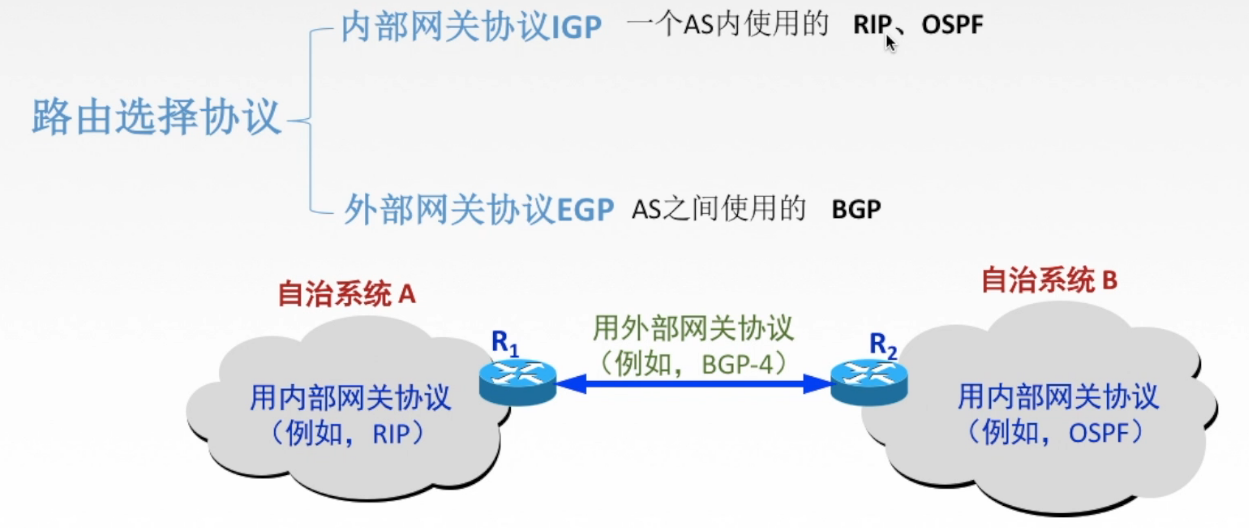 内部网关协议IGP 一个AS内使用的 RIP、OSPF
路由选择协议
外部网关协议EGP AS之间使用的 BGP
自治系统 A
自治系统 B
R1
用外部网关协议
（例如，BGP-4）
R2
用内部网关协议
（例如，RIP）
用内部网关协议
（例如，OSPF）